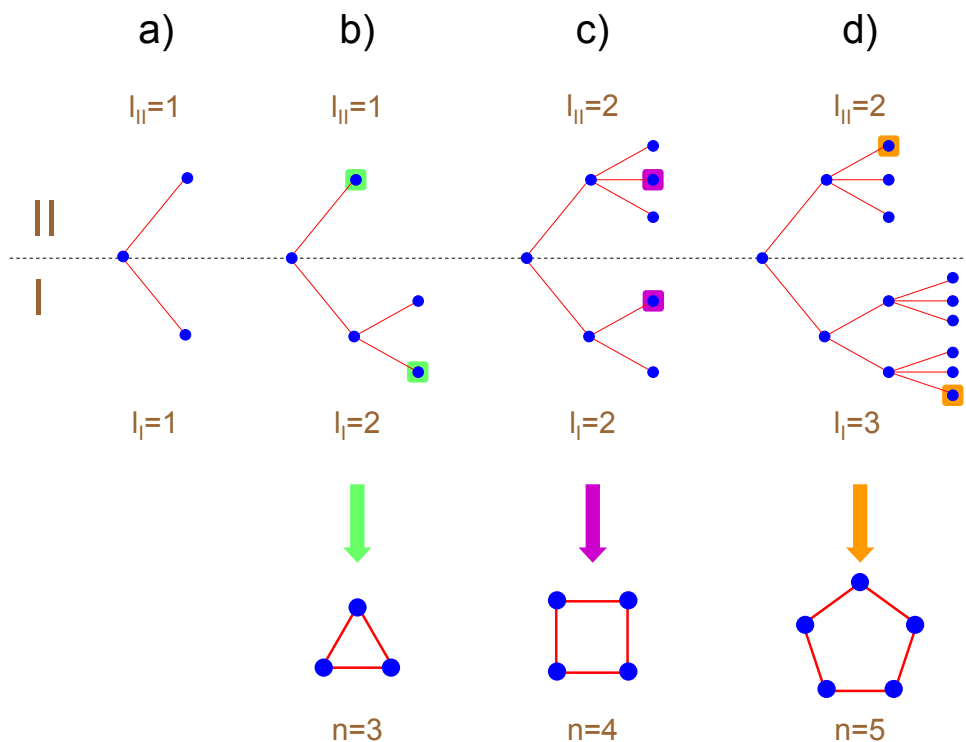 a) b) c) d)
l_II=1 l_II=1 l_II=2 l_II=2
II
I
l_I=1 l_I=2 l_I=2 l_I=3
n=3 n=4 n=5